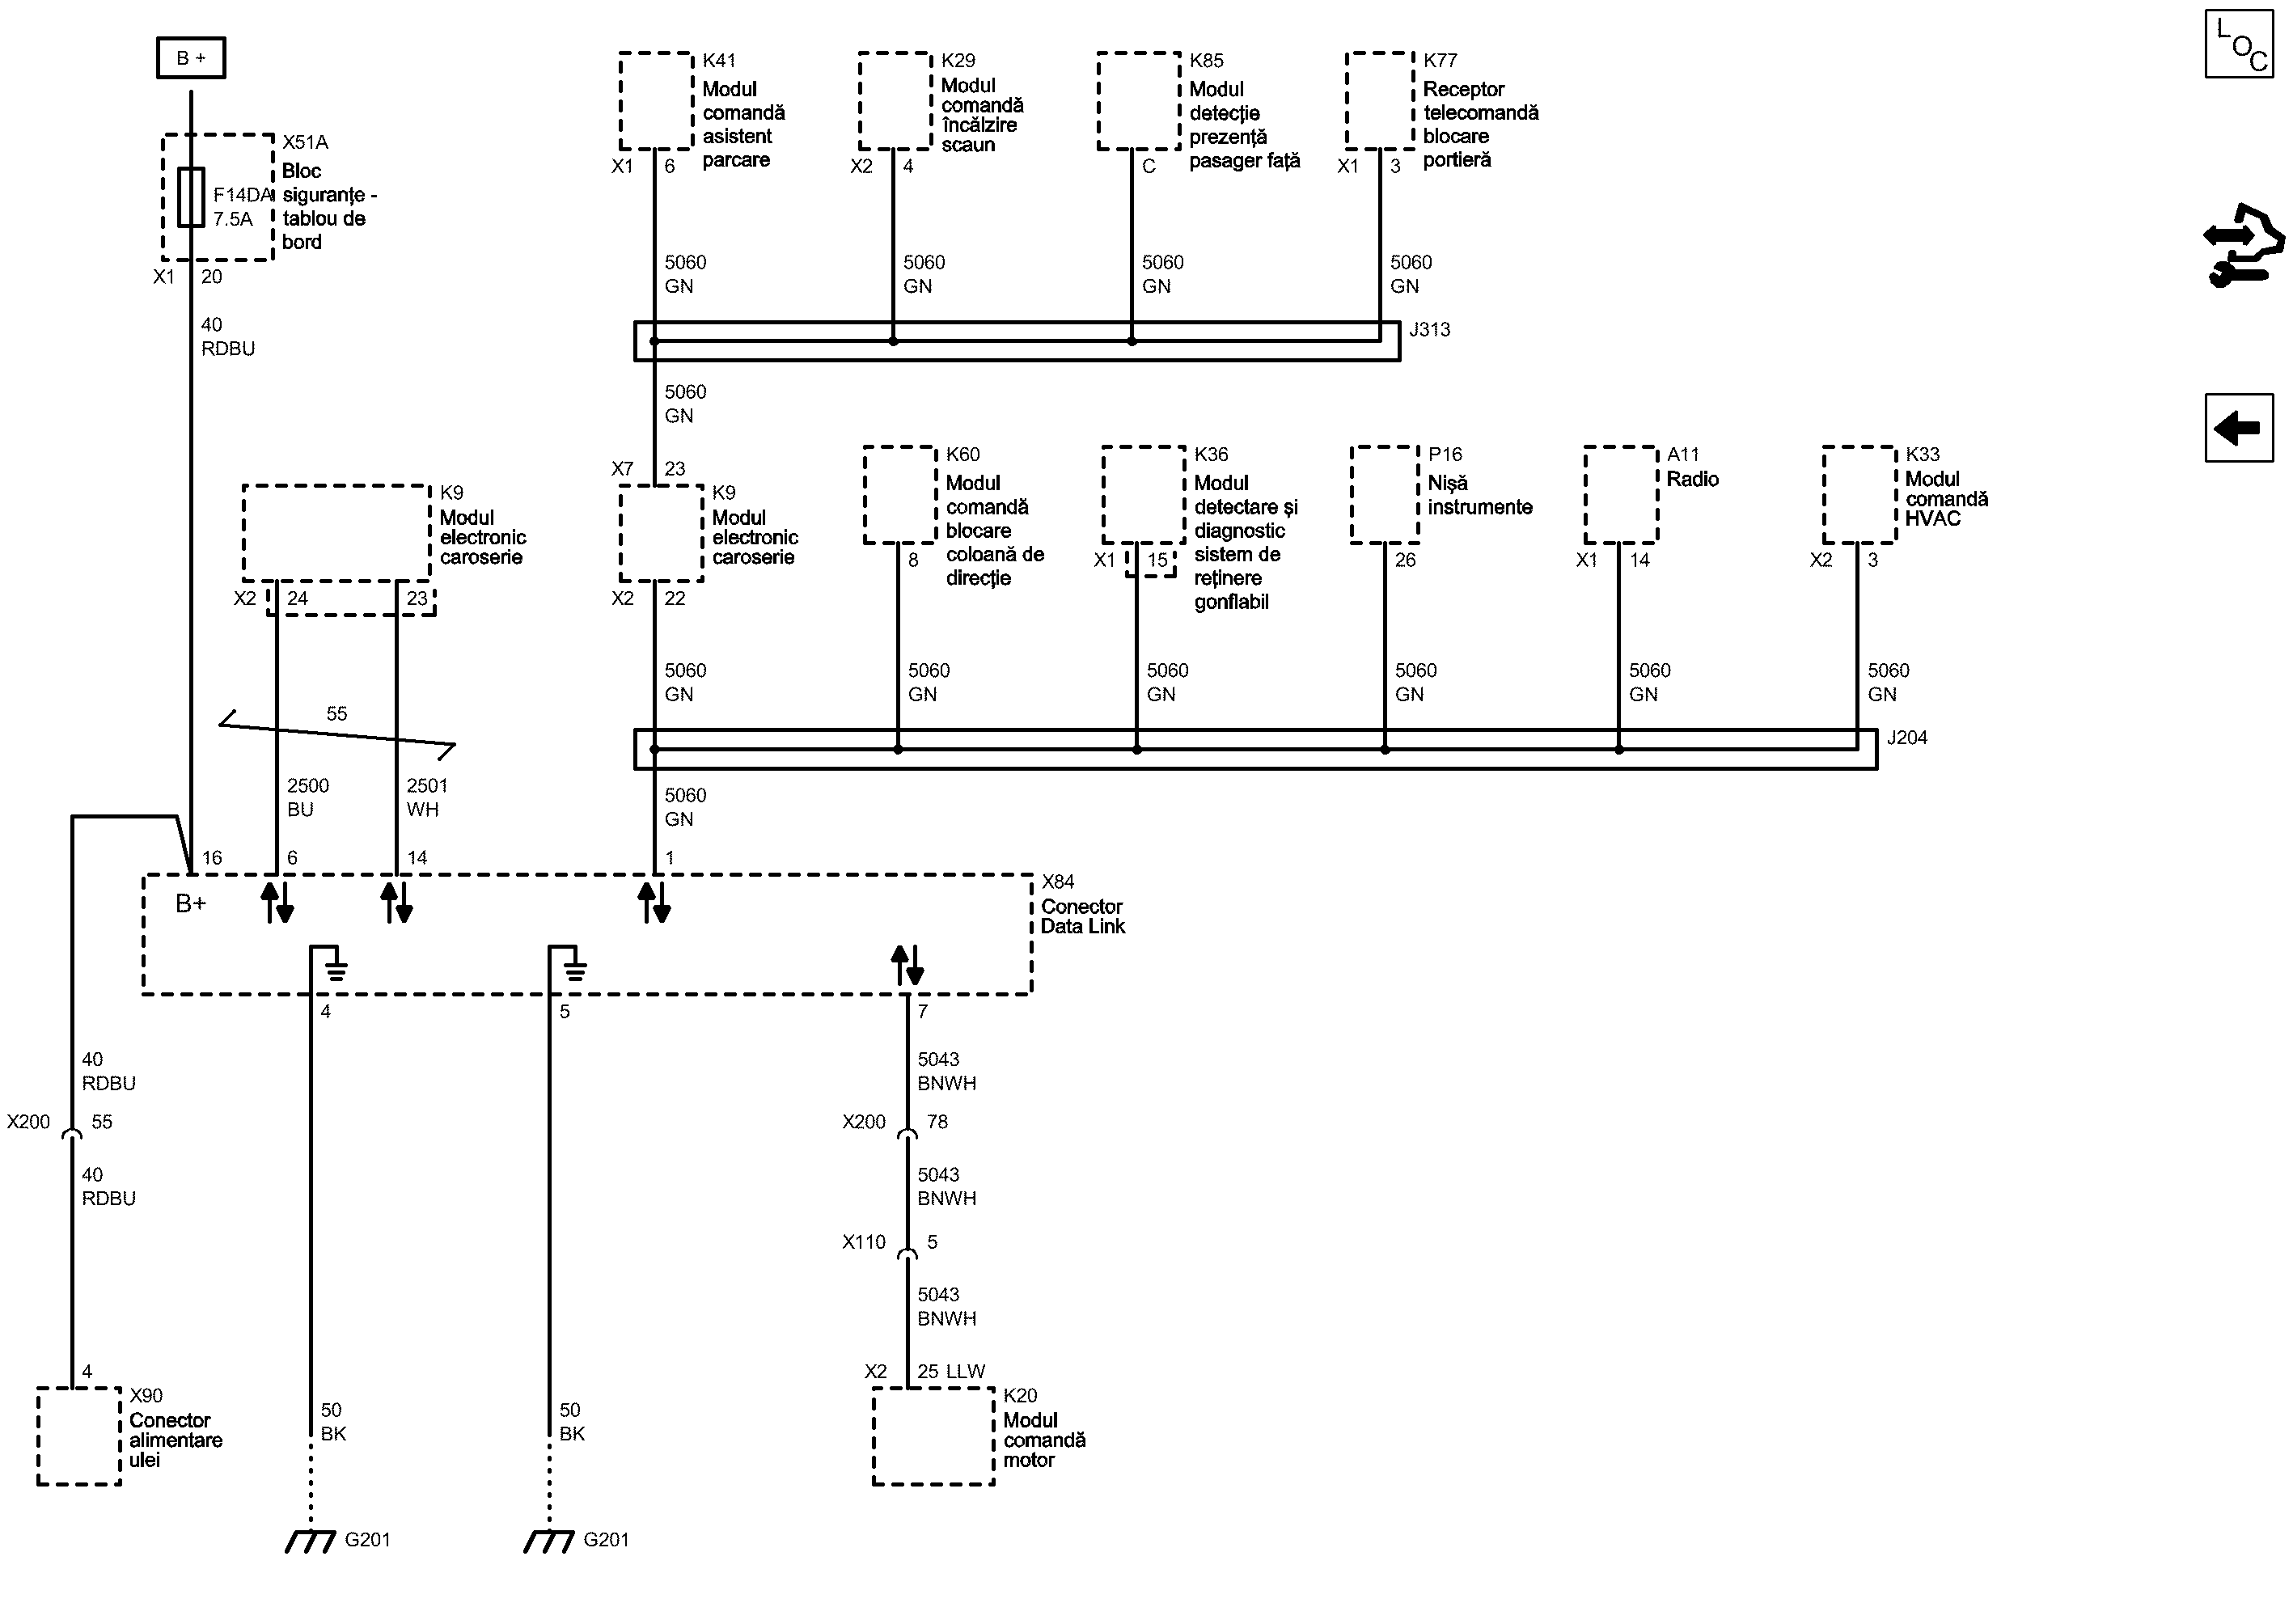 B +
X51A
Bloc
siguranțe -
tablou de
bord
F14DA
7.5A
X1 20
40
RDBU
K41
Modul
comandă
asistent
parcare
X1 6
K29
Modul
comandă
încălzire
scaun
X2 4
K85
Modul
detecție
prezență
pasager față
C
K77
Receptor
telecomandă
blocare
portieră
X1 3
5060
GN
5060
GN
5060
GN
5060
GN
J313
5060
GN
K9
Modul
electronic
caroserie
X2 24 23
X7 23
K9
Modul
electronic
caroserie
X2 22
K60
Modul
comandă
blocare
coloană de
direcție
8
K36
Modul
detectare și
diagnostic
sistem de
reținere
gonflabil
X1 15
P16
Nișă
instrumente
26
A11
Radio
X1 14
K33
Modul
comandă
HVAC
X2 3
5060
GN
5060
GN
5060
GN
5060
GN
5060
GN
5060
GN
55
J204
2500
BU
2501
WH
5060
GN
16 6 14 1
B+
X84
Conector
Data Link
4 5 7
40
RDBU
5043
BNWH
X200 55
X200 78
40
RDBU
5043
BNWH
X110 5
5043
BNWH
4
X90
Conector
alimentare
ulei
50
BK
50
BK
X2 25 LLW
K20
Modul
comandă
motor
G201
G201
LOC